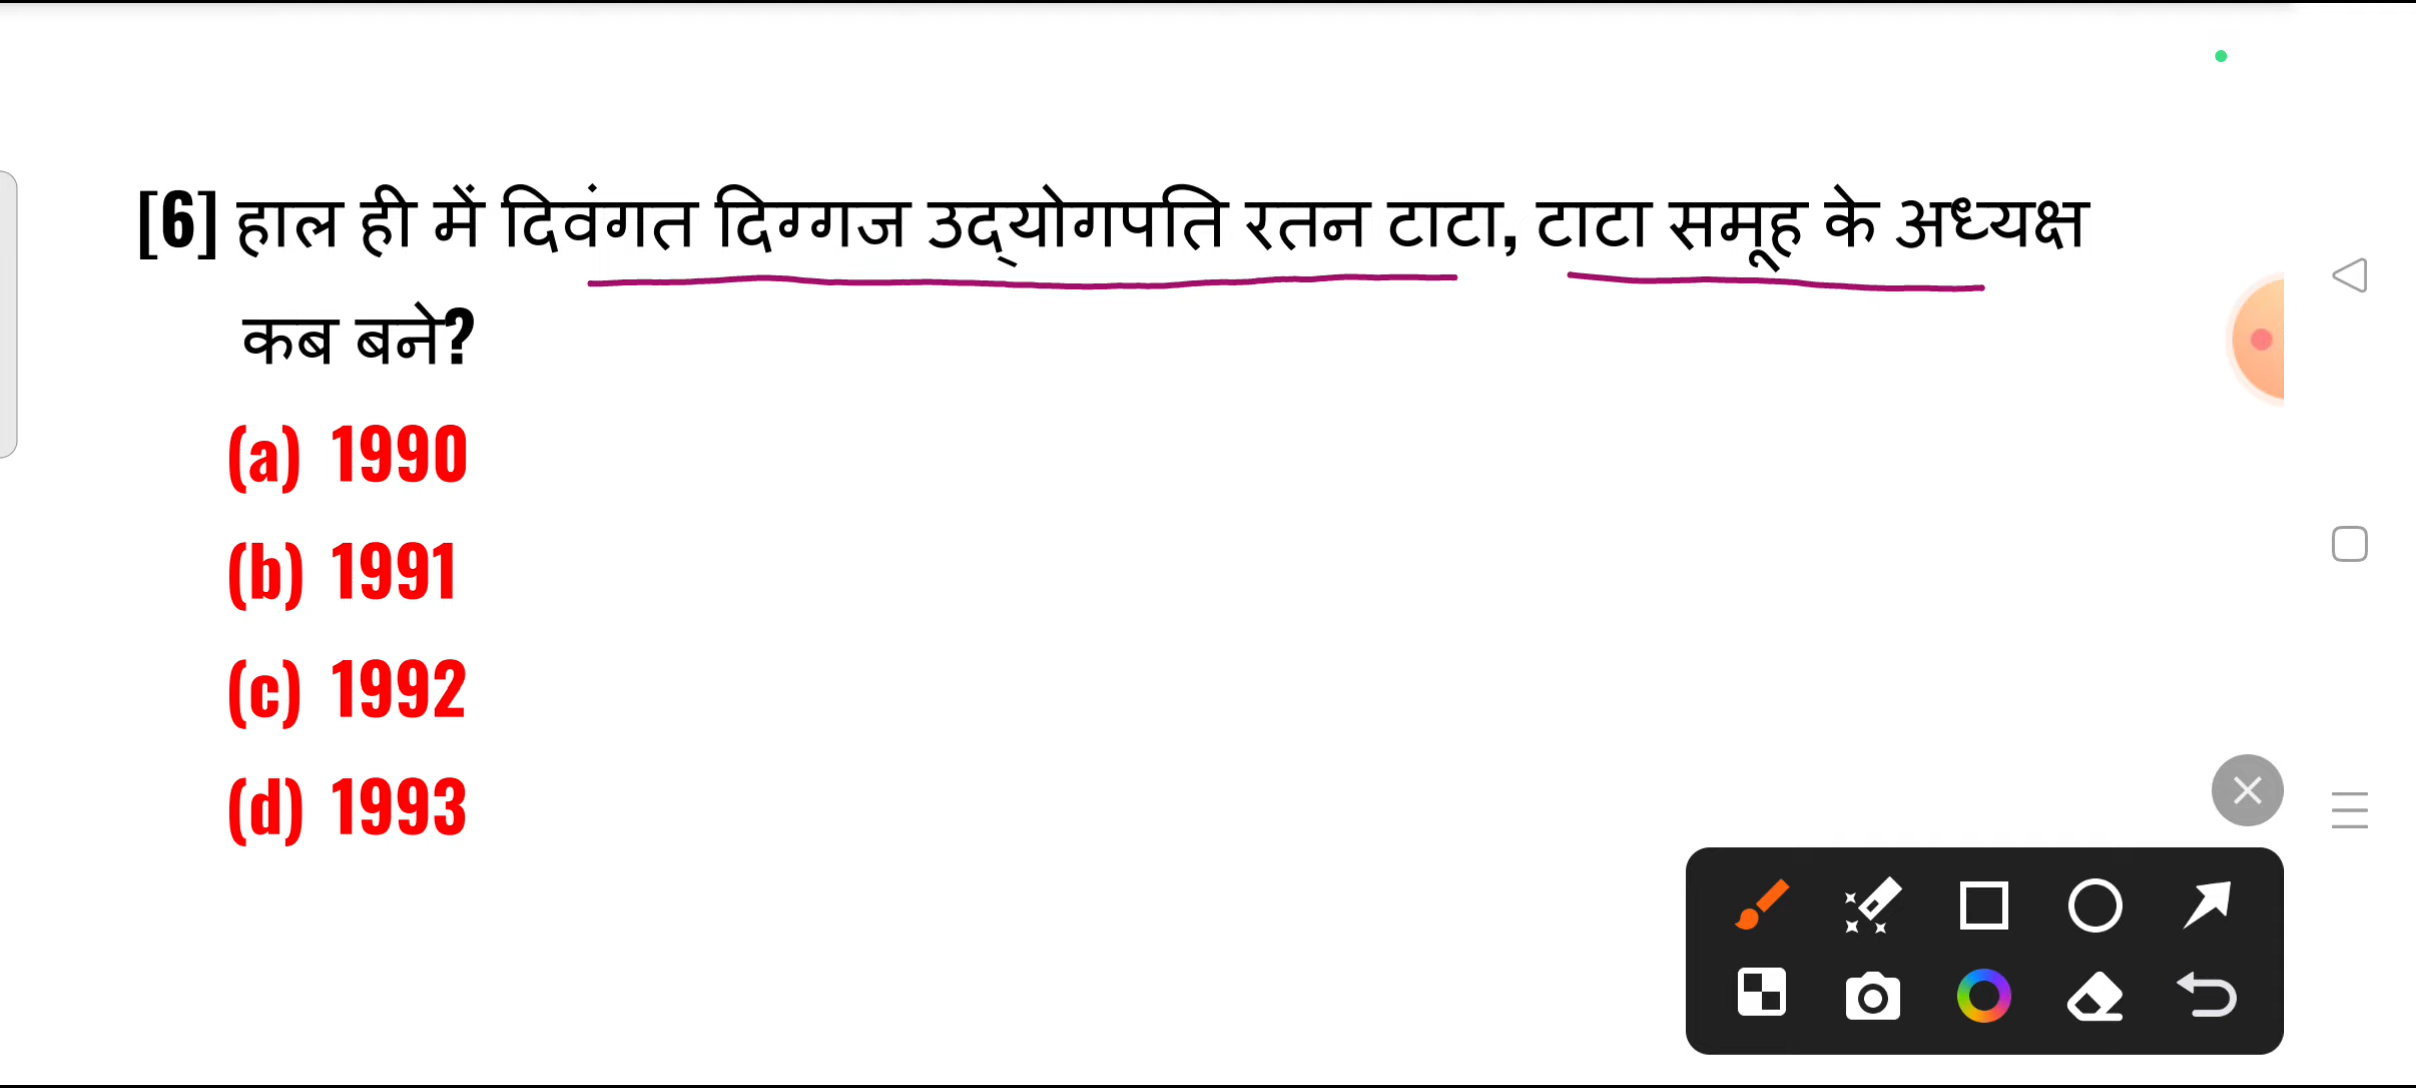 [6] हाल ही में दिवंगत दिग्गज उद्योगपति रतन टाटा, टाटा समूह के अध्यक्ष
कब बने?
(a) 1990
(b) 1991
(c) 1992
(d) 1993